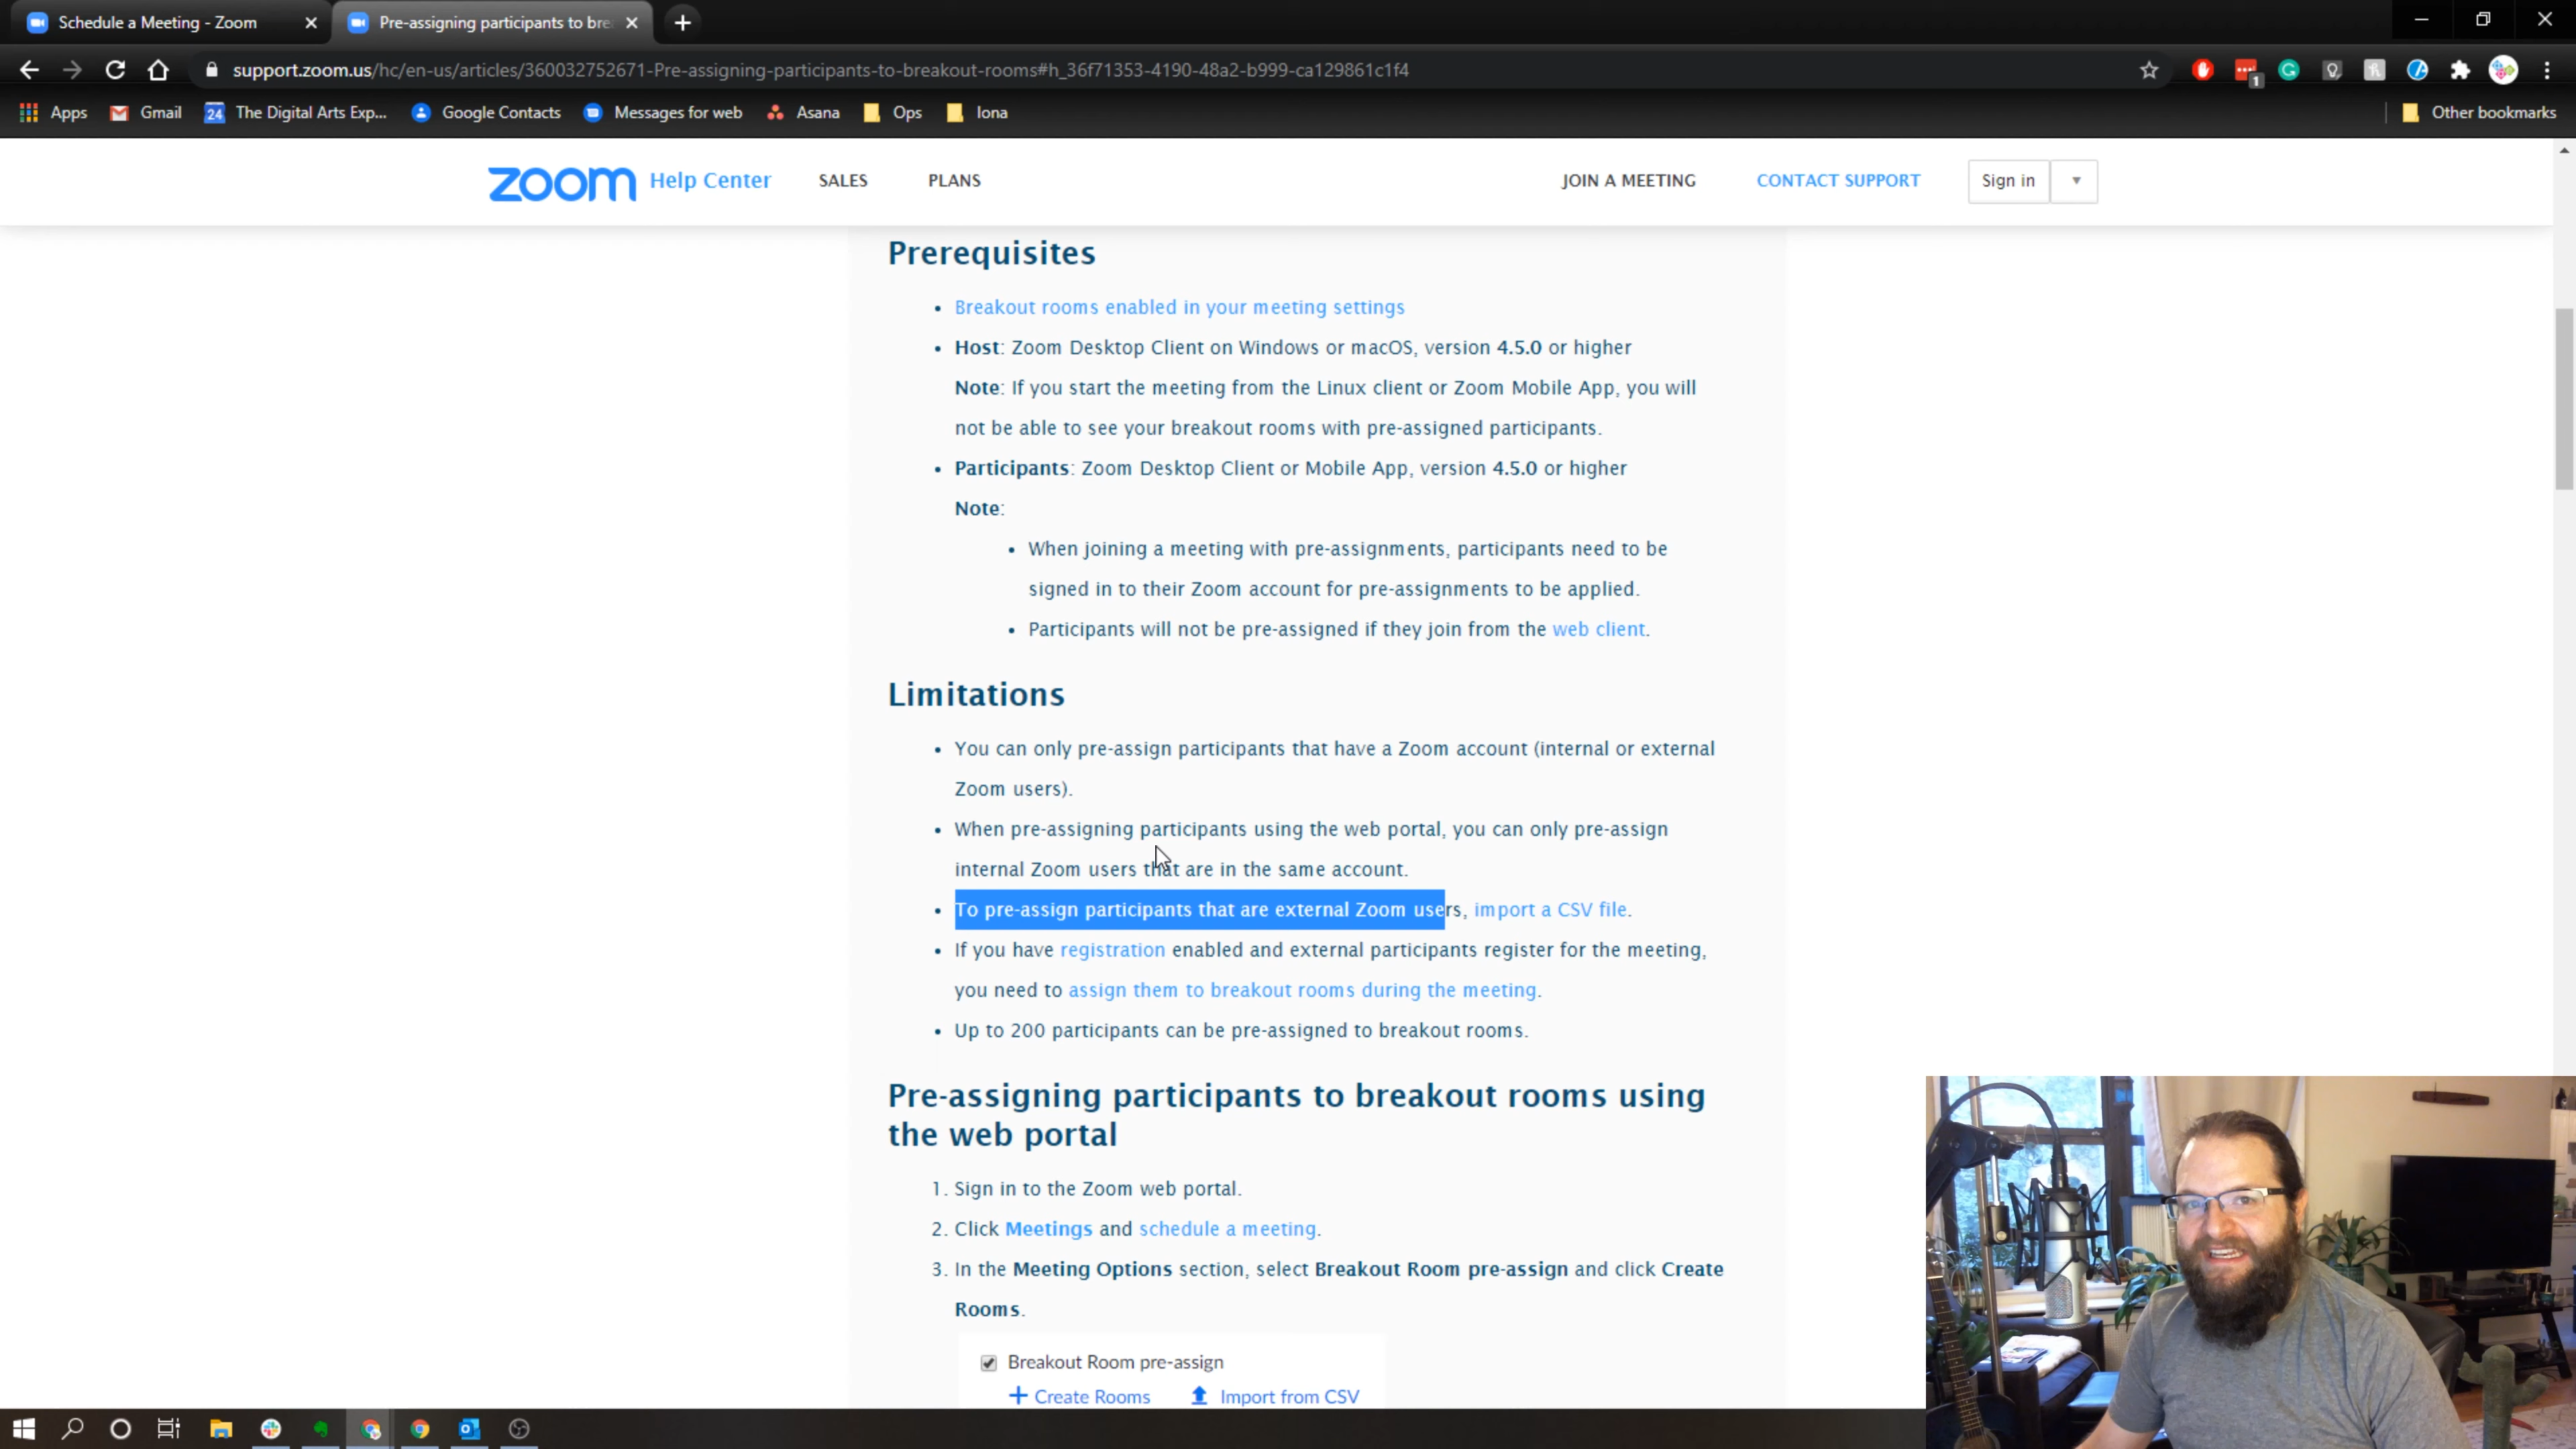 Schedule a Meeting - Zoom
Pre-assigning participants to bre
support.zoom.us/hc/en-us/articles/360032752671-Pre-assigning-participants-to-breakout-rooms#h_36f71353-4190-48a2-b999-ca129861c1f4
1
Apps
Gmail
24
The Digital Arts Exp...
Google Contacts
Messages for web
Asana
Ops
Iona
Other bookmarks
zoom Help Center
SALES
PLANS
JOIN A MEETING
CONTACT SUPPORT
Sign in
Prerequisites
• Breakout rooms enabled in your meeting settings
• Host: Zoom Desktop Client on Windows or macOS, version 4.5.0 or higher
Note: If you start the meeting from the Linux client or Zoom Mobile App, you will
not be able to see your breakout rooms with pre-assigned participants.
• Participants: Zoom Desktop Client or Mobile App, version 4.5.0 or higher
Note:
• When joining a meeting with pre-assignments, participants need to be
signed in to their Zoom account for pre-assignments to be applied.
• Participants will not be pre-assigned if they join from the web client.
Limitations
• You can only pre-assign participants that have a Zoom account (internal or external
Zoom users).
• When pre-assigning participants using the web portal, you can only pre-assign
internal Zoom users that are in the same account.
• To pre-assign participants that are external Zoom users, import a CSV file.
• If you have registration enabled and external participants register for the meeting,
you need to assign them to breakout rooms during the meeting.
• Up to 200 participants can be pre-assigned to breakout rooms.
Pre-assigning participants to breakout rooms using
the web portal
1. Sign in to the Zoom web portal.
2. Click Meetings and schedule a meeting.
3. In the Meeting Options section, select Breakout Room pre-assign and click Create
Rooms.
Breakout Room pre-assign
+ Create Rooms
Import from CSV